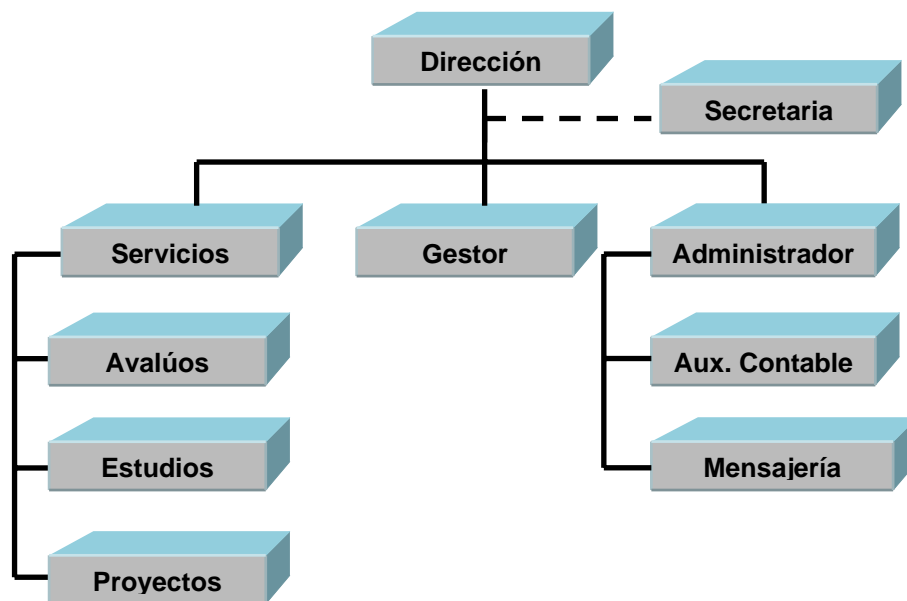 Dirección
Secretaria
Servicios
Gestor
Administrador
Avalúos
Aux. Contable
Estudios
Mensajería
Proyectos